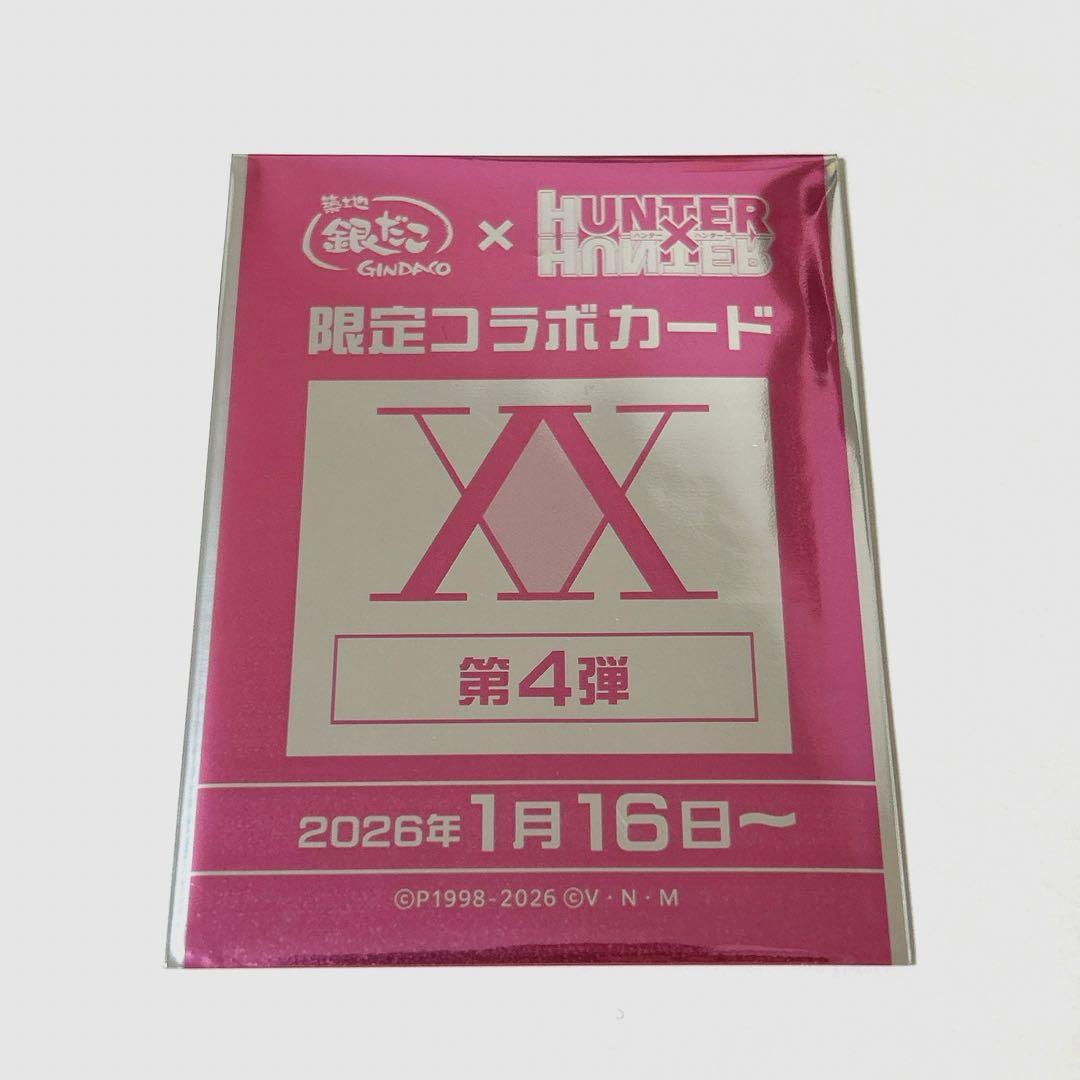 築地
銀だこ
GINDACO
×
HUNTER
ハンター×ハンター
HUNTER
限定コラボカード
XX
第4弾
2026年1月16日〜
©P1998-2026 ©V・N・M